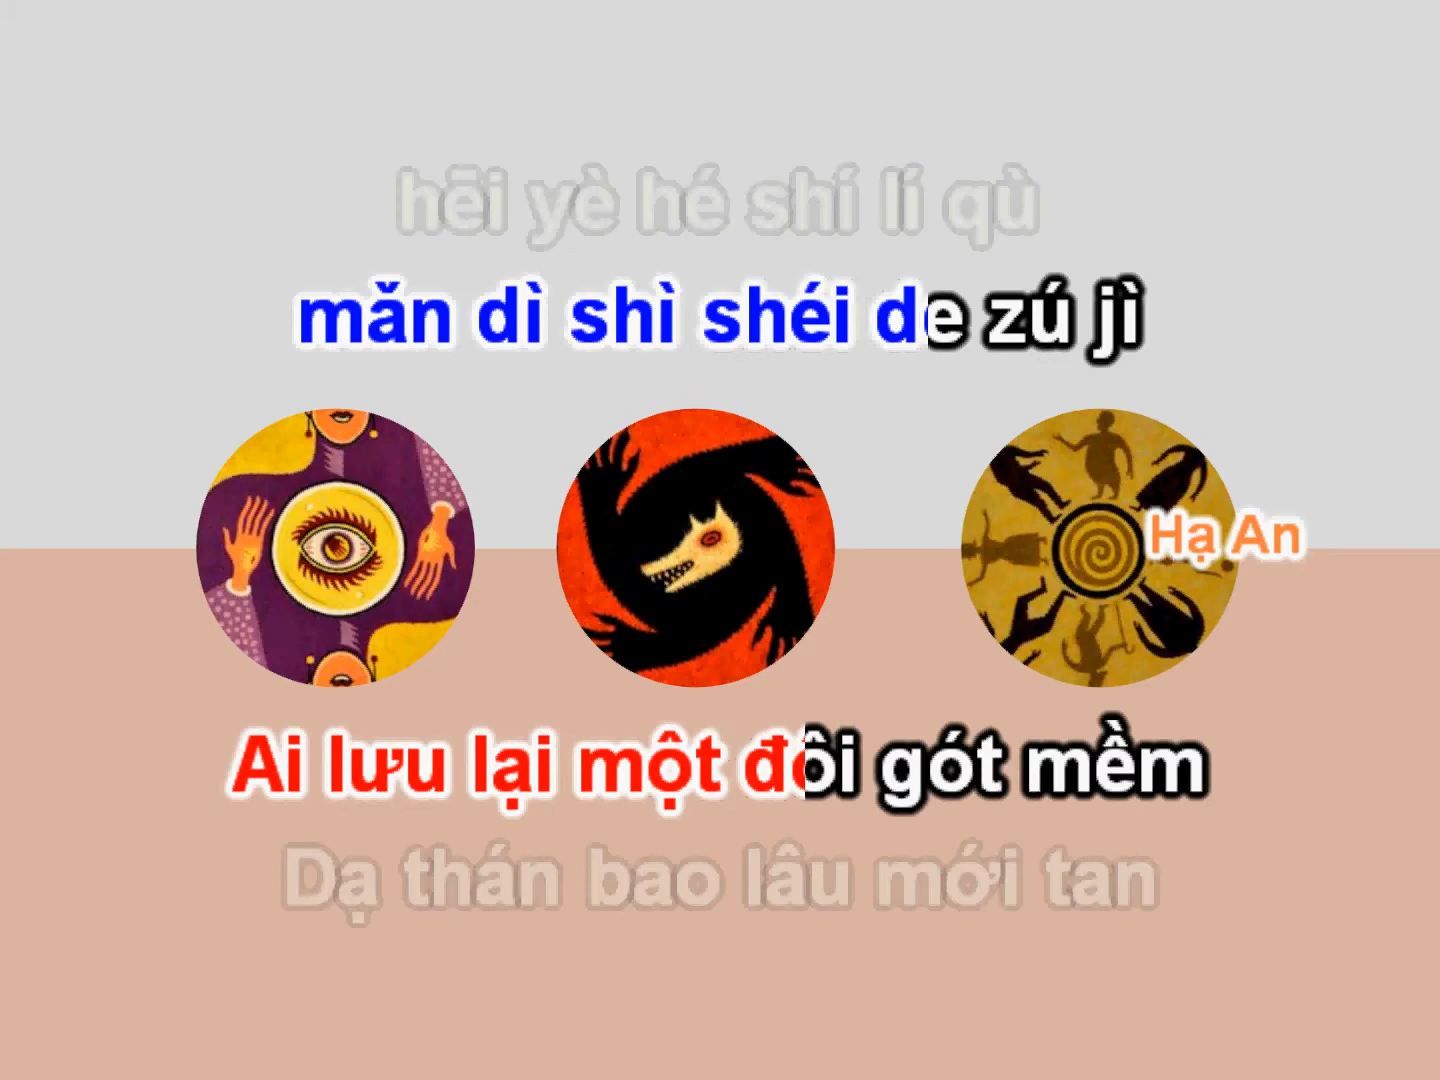 hēi yè hé shí lí qù
mǎn dì shì shéi de zú jì
Hạ An
Ai lưu lại một đôi gót mềm
Dạ thán bao lâu mới tan